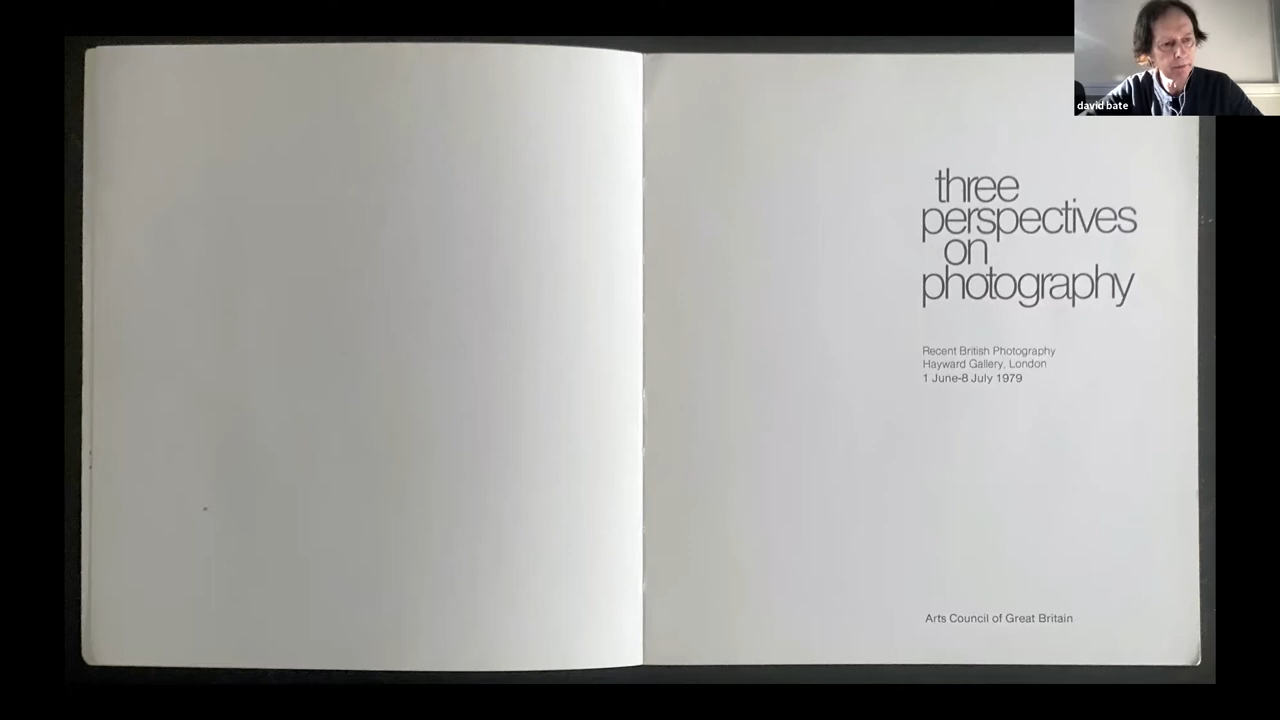 david bate
three
perspectives
on
photography
Recent British Photography
Hayward Gallery, London
1 June-8 July 1979
Arts Council of Great Britain